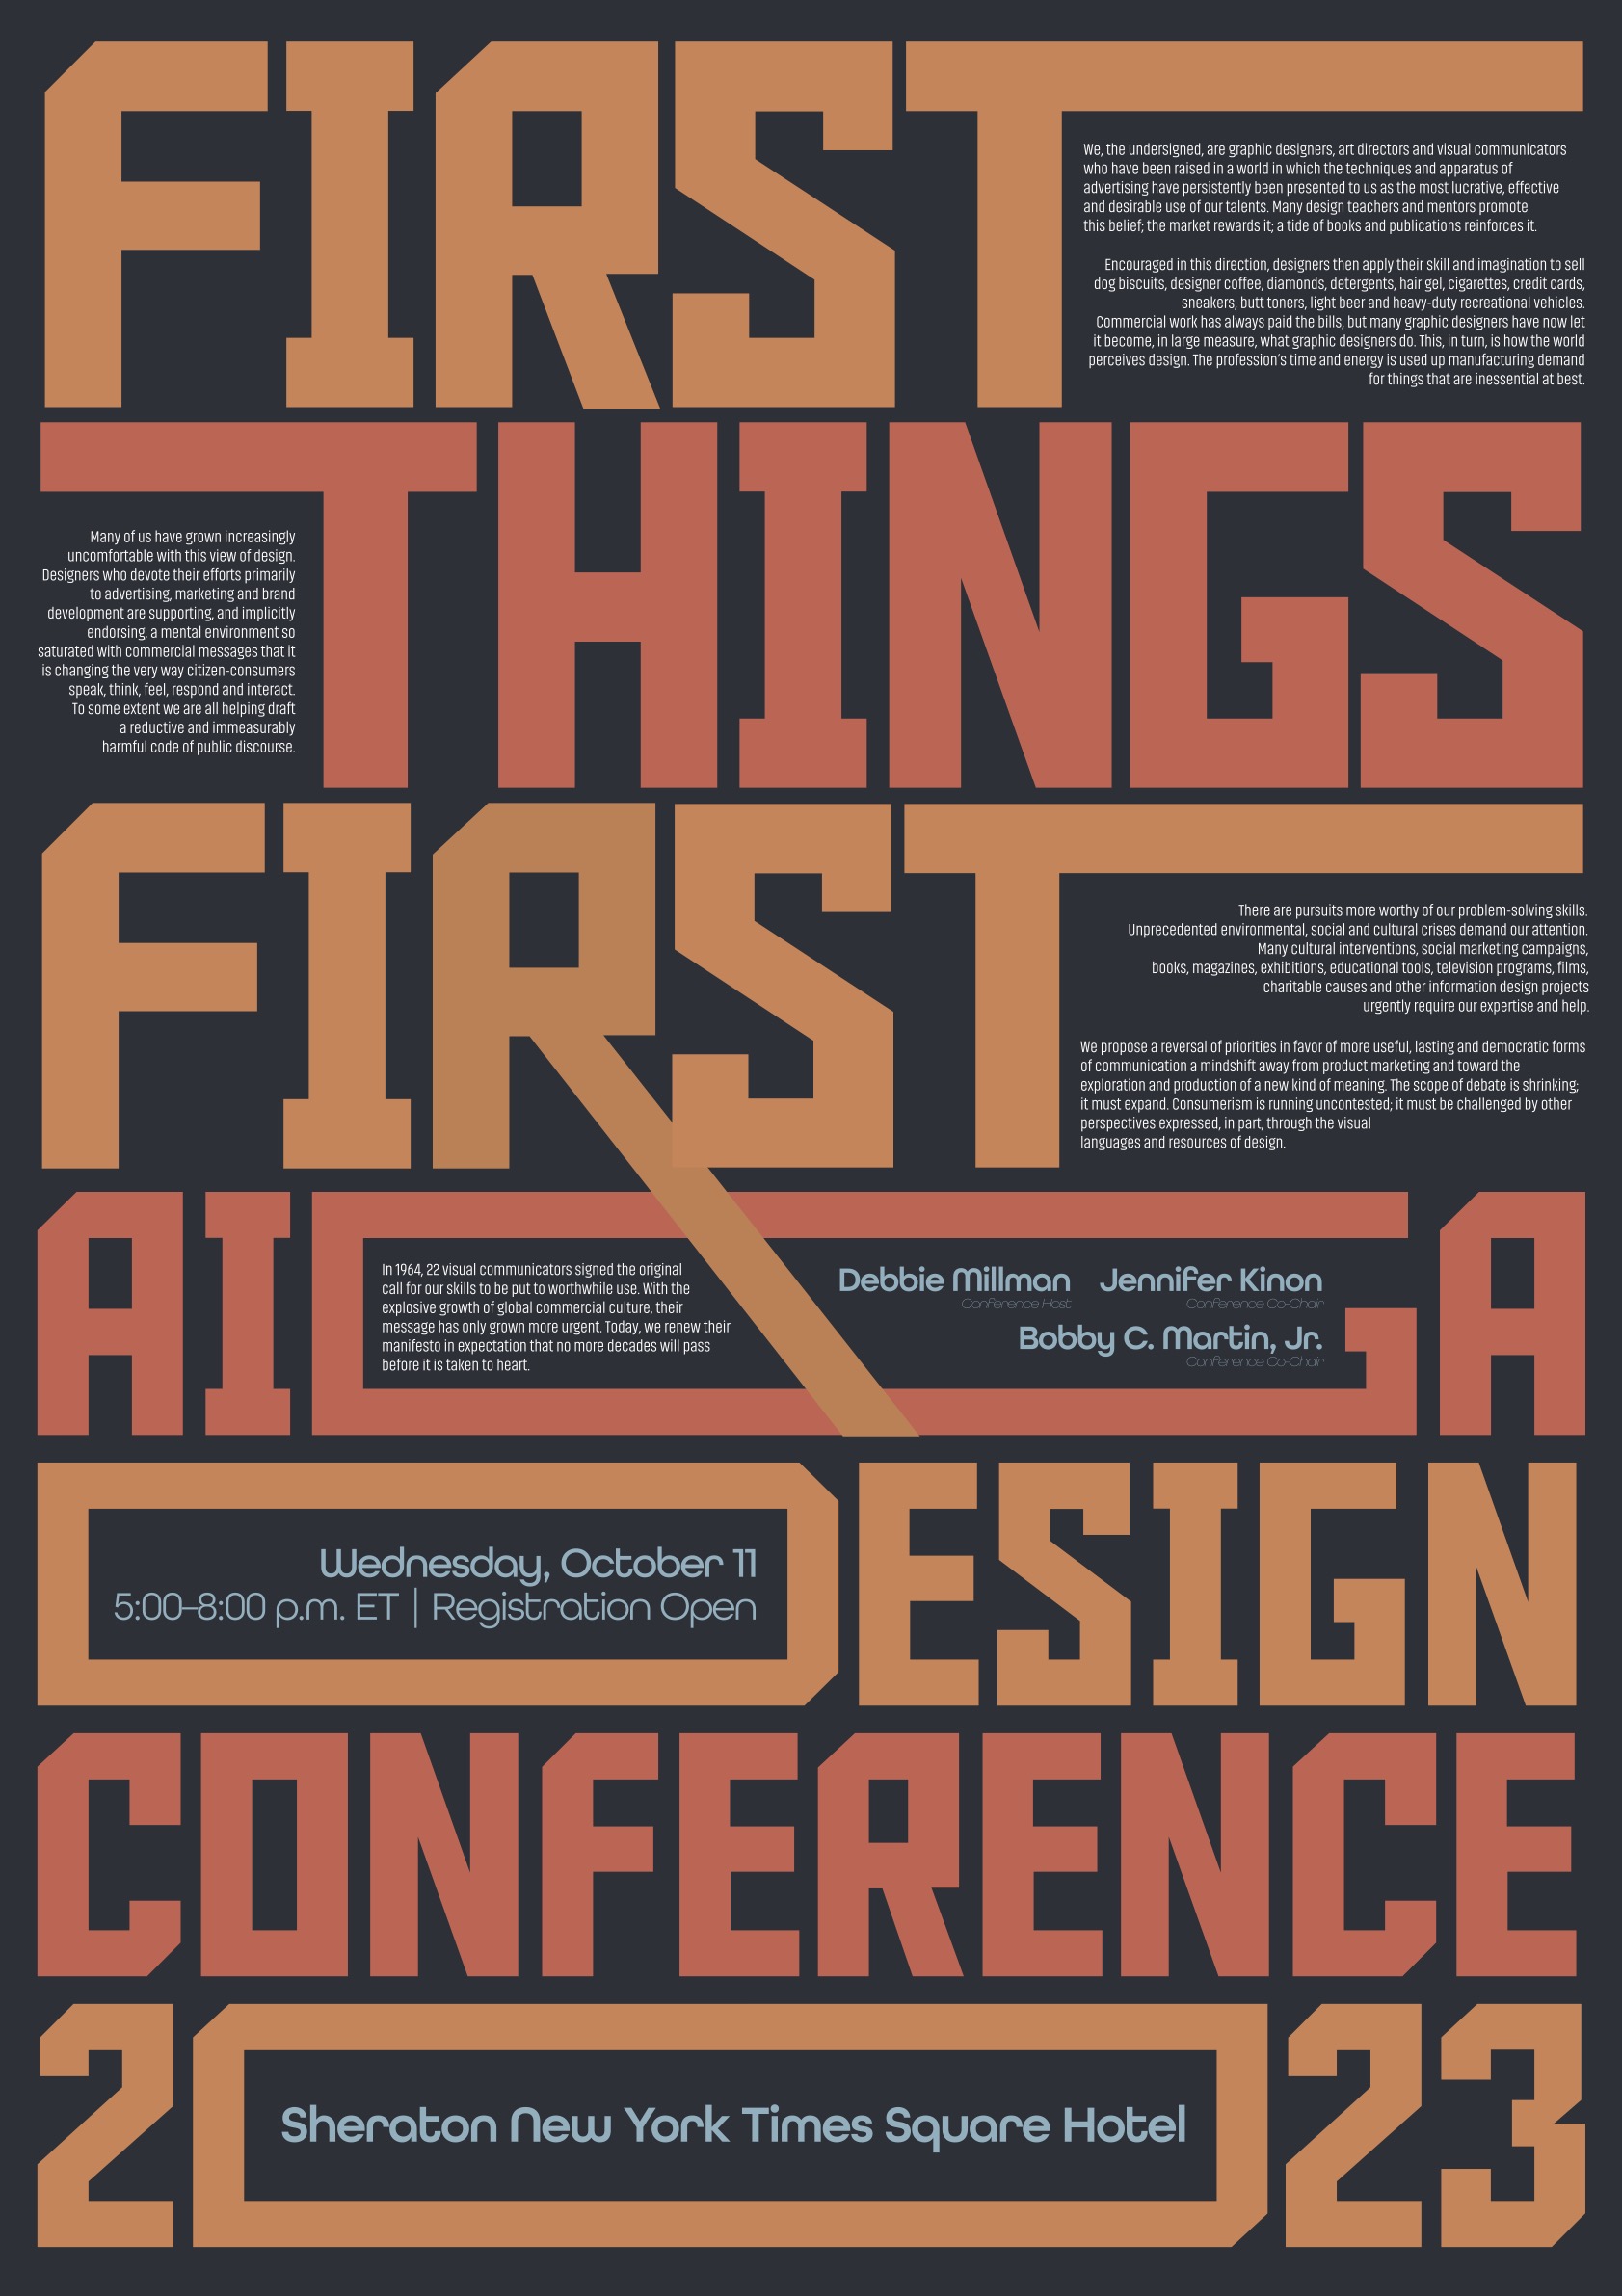 FIRST
We, the undersigned, are graphic designers, art directors and visual communicators
who have been raised in a world in which the techniques and apparatus of
advertising have persistently been presented to us as the most lucrative, effective
and desirable use of our talents. Many design teachers and mentors promote
this belief; the market rewards it; a tide of books and publications reinforces it.
Encouraged in this direction, designers then apply their skill and imagination to sell
dog biscuits, designer coffee, diamonds, detergents, hair gel, cigarettes, credit cards,
sneakers, butt toners, light beer and heavy-duty recreational vehicles.
Commercial work has always paid the bills, but many graphic designers have now let
it become, in large measure, what graphic designers do. This, in turn, is how the world
perceives design. The profession's time and energy is used up manufacturing demand
for things that are inessential at best.
THINGS
Many of us have grown increasingly
uncomfortable with this view of design.
Designers who devote their efforts primarily
to advertising, marketing and brand
development are supporting, and implicitly
endorsing, a mental environment so
saturated with commercial messages that it
is changing the very way citizen-consumers
speak, think, feel, respond and interact.
To some extent we are all helping draft
a reductive and immeasurably
harmful code of public discourse.
FIRST
There are pursuits more worthy of our problem-solving skills.
Unprecedented environmental, social and cultural crises demand our attention.
Many cultural interventions, social marketing campaigns,
books, magazines, exhibitions, educational tools, television programs, films,
charitable causes and other information design projects
urgently require our expertise and help.
We propose a reversal of priorities in favor of more useful, lasting and democratic forms
of communication a mindshift away from product marketing and toward the
exploration and production of a new kind of meaning. The scope of debate is shrinking;
it must expand. Consumerism is running uncontested; it must be challenged by other
perspectives expressed, in part, through the visual
languages and resources of design.
AIGA
In 1964, 22 visual communicators signed the original
call for our skills to be put to worthwhile use. With the
explosive growth of global commercial culture, their
message has only grown more urgent. Today, we renew their
manifesto in expectation that no more decades will pass
before it is taken to heart.
Debbie Millman Jennifer Kinon
Conference Host Conference Co-Chair
Bobby C. Martin, Jr.
Conference Co-Chair
DESIGN
Wednesday, October 11
5:00–8:00 p.m. ET | Registration Open
CONFERENCE
2023
Sheraton New York Times Square Hotel